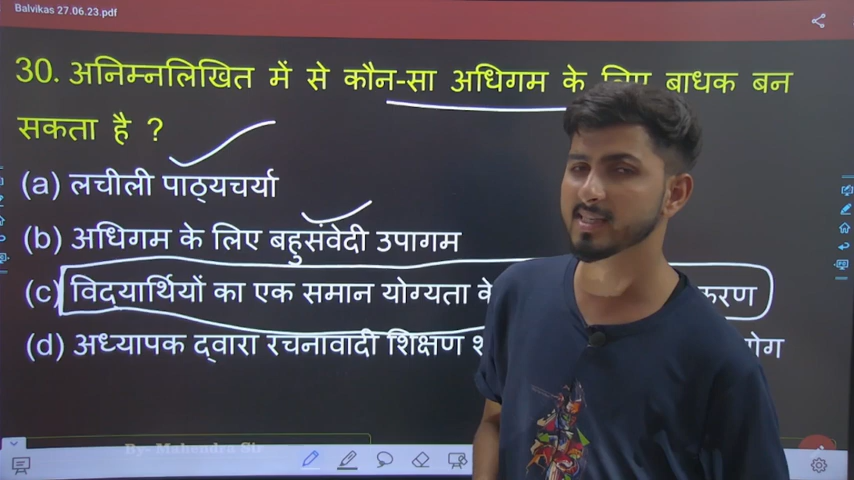 Balvikas 27.06.23.pdf
30. अनिम्नलिखित में से कौन-सा अधिगम के लिए बाधक बन
सकता है ?
(a) लचीली पाठ्यचर्या
(b) अधिगम के लिए बहुसंवेदी उपागम
(c) विद्यार्थियों का एक समान योग्यता के करण
(d) अध्यापक द्वारा रचनावादी शिक्षण
By- Mahendra Sir